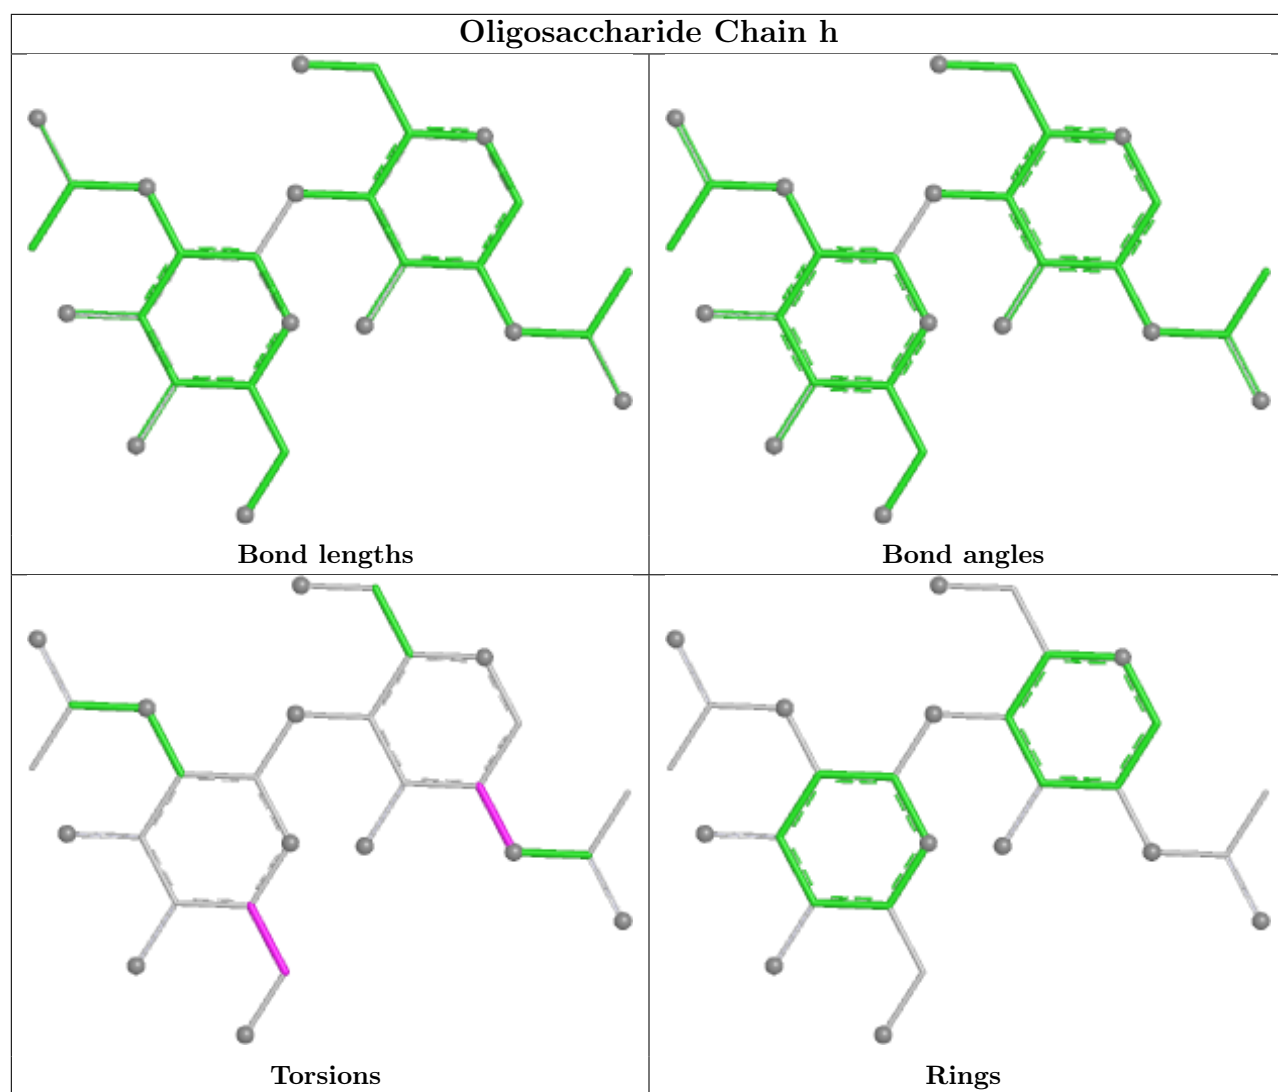 Oligosaccharide Chain h
Bond lengths
Bond angles
Torsions
Rings